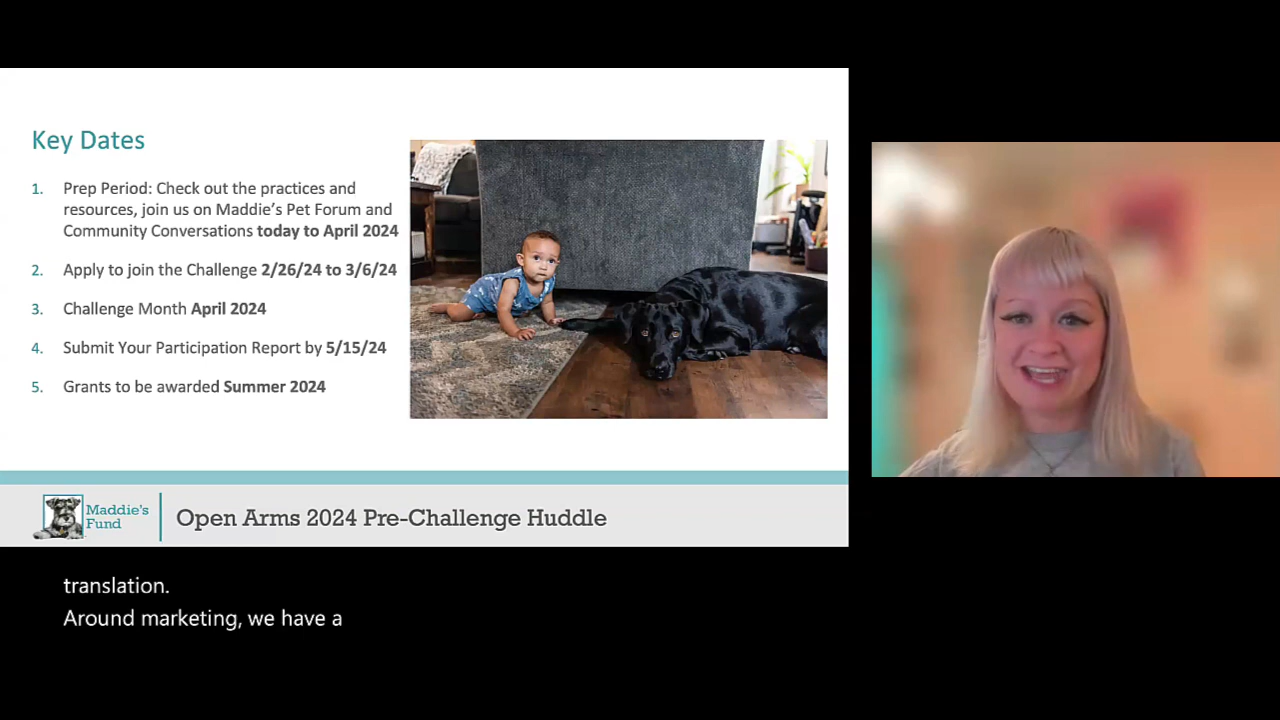 Key Dates
1. Prep Period: Check out the practices and
resources, join us on Maddie's Pet Forum and
Community Conversations today to April 2024
2. Apply to join the Challenge 2/26/24 to 3/6/24
3. Challenge Month April 2024
4. Submit Your Participation Report by 5/15/24
5. Grants to be awarded Summer 2024
Maddie's
Fund
Open Arms 2024 Pre-Challenge Huddle
translation.
Around marketing, we have a